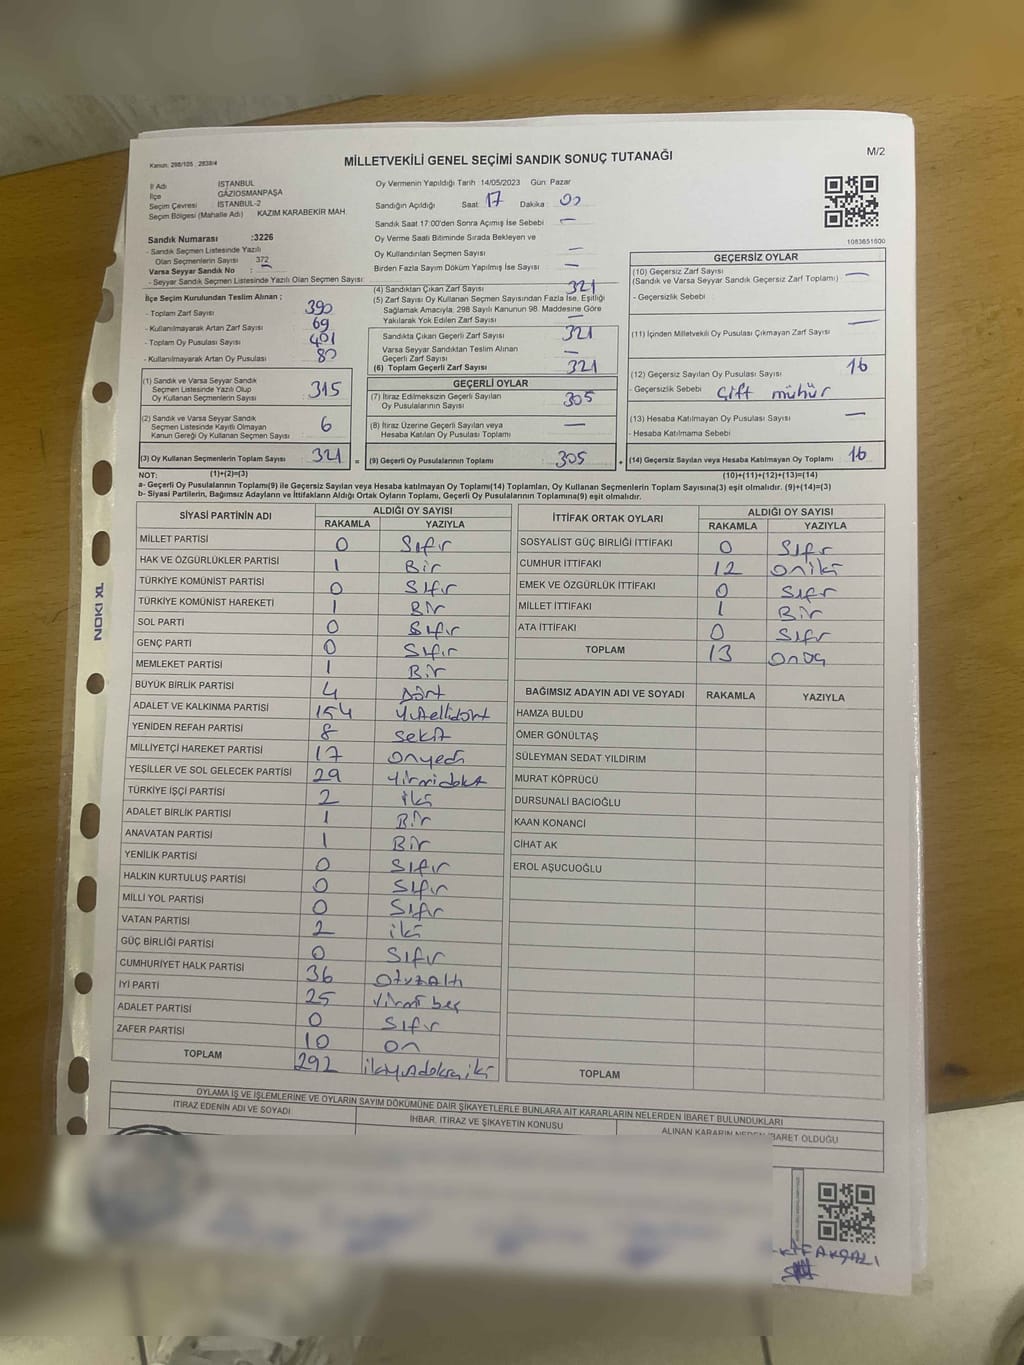 Kanun: 298/105 , 2839/4
MİLLETVEKİLİ GENEL SEÇİMİ SANDIK SONUÇ TUTANAĞI
M/2
İl Adı İSTANBUL
İlçe GAZİOSMANPAŞA
Seçim Çevresi İSTANBUL-2
Seçim Bölgesi (Mahalle Adı) KAZIM KARABEKİR MAH.
Oy Vermenin Yapıldığı Tarih :14/05/2023 Gün: Pazar
Sandığın Açıldığı Saat: 17 Dakika : 00
Sandık Saat 17:00'den Sonra Açımış İse Sebebi —
Oy Verme Saati Bitiminde Sırada Bekleyen ve
Oy Kullandırılan Seçmen Sayısı —
Birden Fazla Sayım Döküm Yapılmış İse Sayısı —
1083651600
Sandık Numarası :3226
- Sandık Seçmen Listesinde Yazılı
Olan Seçmenlerin Sayısı 372
Varsa Seyyar Sandık No : —
- Seyyar Sandık Seçmen Listesinde Yazılı Olan Seçmen Sayısı:
İlçe Seçim Kurulundan Teslim Alınan ;
- Toplam Zarf Sayısı : 390
- Kullanılmayarak Artan Zarf Sayısı : 69
- Toplam Oy Pusulası Sayısı : 401
- Kullanılmayarak Artan Oy Pusulası : 80
(1) Sandık ve Varsa Seyyar Sandık
Seçmen Listesinde Yazılı Olup
Oy Kullanan Seçmenlerin Sayısı : 315
(2) Sandık ve Varsa Seyyar Sandık
Seçmen Listesinde Kayıtlı Olmayan
Kanun Gereği Oy Kullanan Seçmen Sayısı : 6
(3) Oy Kullanan Seçmenlerin Toplam Sayısı : 321 =
(4) Sandıktan Çıkan Zarf Sayısı : 321
(5) Zarf Sayısı Oy Kullanan Seçmen Sayısından Fazla İse, Eşitliği
Sağlamak Amacıyla, 298 Sayılı Kanunun 98. Maddesine Göre
Yakılarak Yok Edilen Zarf Sayısı : —
Sandıkta Çıkan Geçerli Zarf Sayısı : 321
Varsa Seyyar Sandıktan Teslim Alınan
Geçerli Zarf Sayısı : —
(6) Toplam Geçerli Zarf Sayısı : 321
GEÇERLİ OYLAR
(7) İtiraz Edilmeksizin Geçerli Sayılan
Oy Pusulalarının Sayısı : 305
(8) İtiraz Üzerine Geçerli Sayılan veya
Hesaba Katılan Oy Pusulası Toplamı : —
(9) Geçerli Oy Pusulalarının Toplamı : 305 +
GEÇERSİZ OYLAR
(10) Geçersiz Zarf Sayısı : —
(Sandık ve Varsa Seyyar Sandık Geçersiz Zarf Toplamı)
- Geçersizlik Sebebi :
(11) İçinden Milletvekili Oy Pusulası Çıkmayan Zarf Sayısı : —
(12) Geçersiz Sayılan Oy Pusulası Sayısı : 16
- Geçersizlik Sebebi : Çift mühür
(13) Hesaba Katılmayan Oy Pusulası Sayısı : —
- Hesaba Katılmama Sebebi
(14) Geçersiz Sayılan veya Hesaba Katılmayan Oy Toplamı : 16
NOT: (1)+(2)=(3) (10)+(11)+(12)+(13)=(14)
a- Geçerli Oy Pusulalarının Toplamı(9) ile Geçersiz Sayılan veya Hesaba katılmayan Oy Toplamı(14) Toplamları, Oy Kullanan Seçmenlerin Toplam Sayısına(3) eşit olmalıdır. (9)+(14)=(3)
b- Siyasi Partilerin, Bağımsız Adayların ve İttifakların Aldığı Ortak Oyların Toplamı, Geçerli Oy Pusulalarının Toplamına(9) eşit olmalıdır.
SİYASİ PARTİNİN ADI ALDIĞI OY SAYISI
RAKAMLA YAZIYLA
MİLLET PARTİSİ 0 Sıfır
HAK VE ÖZGÜRLÜKLER PARTİSİ 1 Bir
TÜRKİYE KOMÜNİST PARTİSİ 0 Sıfır
TÜRKİYE KOMÜNİST HAREKETİ 1 Bir
SOL PARTİ 0 Sıfır
GENÇ PARTİ 0 Sıfır
MEMLEKET PARTİSİ 1 Bir
BÜYÜK BİRLİK PARTİSİ 4 Dört
ADALET VE KALKINMA PARTİSİ 154 Yüzellidört
YENİDEN REFAH PARTİSİ 8 Sekiz
MİLLİYETÇİ HAREKET PARTİSİ 17 Onyedi
YEŞİLLER VE SOL GELECEK PARTİSİ 29 Yirmidokuz
TÜRKİYE İŞÇİ PARTİSİ 2 İki
ADALET BİRLİK PARTİSİ 1 Bir
ANAVATAN PARTİSİ 1 Bir
YENİLİK PARTİSİ 0 Sıfır
HALKIN KURTULUŞ PARTİSİ 0 Sıfır
MİLLİ YOL PARTİSİ 0 Sıfır
VATAN PARTİSİ 2 iki
GÜÇ BİRLİĞİ PARTİSİ 0 Sıfır
CUMHURİYET HALK PARTİSİ 36 Otuzaltı
İYİ PARTİ 25 Yirmi beş
ADALET PARTİSİ 0 Sıfır
ZAFER PARTİSİ 10 On
TOPLAM 292 ikiyüzdoksaniki
İTTİFAK ORTAK OYLARI ALDIĞI OY SAYISI
RAKAMLA YAZIYLA
SOSYALİST GÜÇ BİRLİĞİ İTTİFAKI 0 Sıfır
CUMHUR İTTİFAKI 12 Oniki
EMEK VE ÖZGÜRLÜK İTTİFAKI 0 Sıfır
MİLLET İTTİFAKI 1 Bir
ATA İTTİFAKI 0 Sıfır
TOPLAM 13 Onüç
BAĞIMSIZ ADAYIN ADI VE SOYADI RAKAMLA YAZIYLA
HAMZA BULDU
ÖMER GÖNÜLTAŞ
SÜLEYMAN SEDAT YILDIRIM
MURAT KÖPRÜCÜ
DURSUNALİ BACIOĞLU
KAAN KONANCİ
CİHAT AK
EROL AŞUCUOĞLU
TOPLAM
OYLAMA İŞ VE İŞLEMLERİNE VE OYLARIN SAYIM DÖKÜMÜNE DAİR ŞİKAYETLERLE BUNLARA AİT KARARLARIN NELERDEN İBARET BULUNDUKLARI
İTİRAZ EDENİN ADI VE SOYADI İHBAR, İTİRAZ VE ŞİKAYETİN KONUSU ALINAN KARARIN NEDEN İBARET OLDUĞU
AKÇALI
NOKI XL